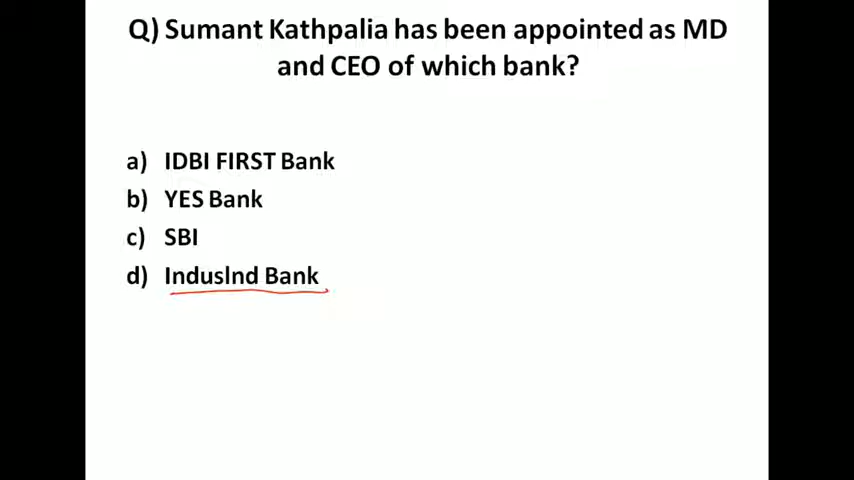 Q) Sumant Kathpalia has been appointed as MD
and CEO of which bank?
a) IDBI FIRST Bank
b) YES Bank
c) SBI
d) IndusInd Bank